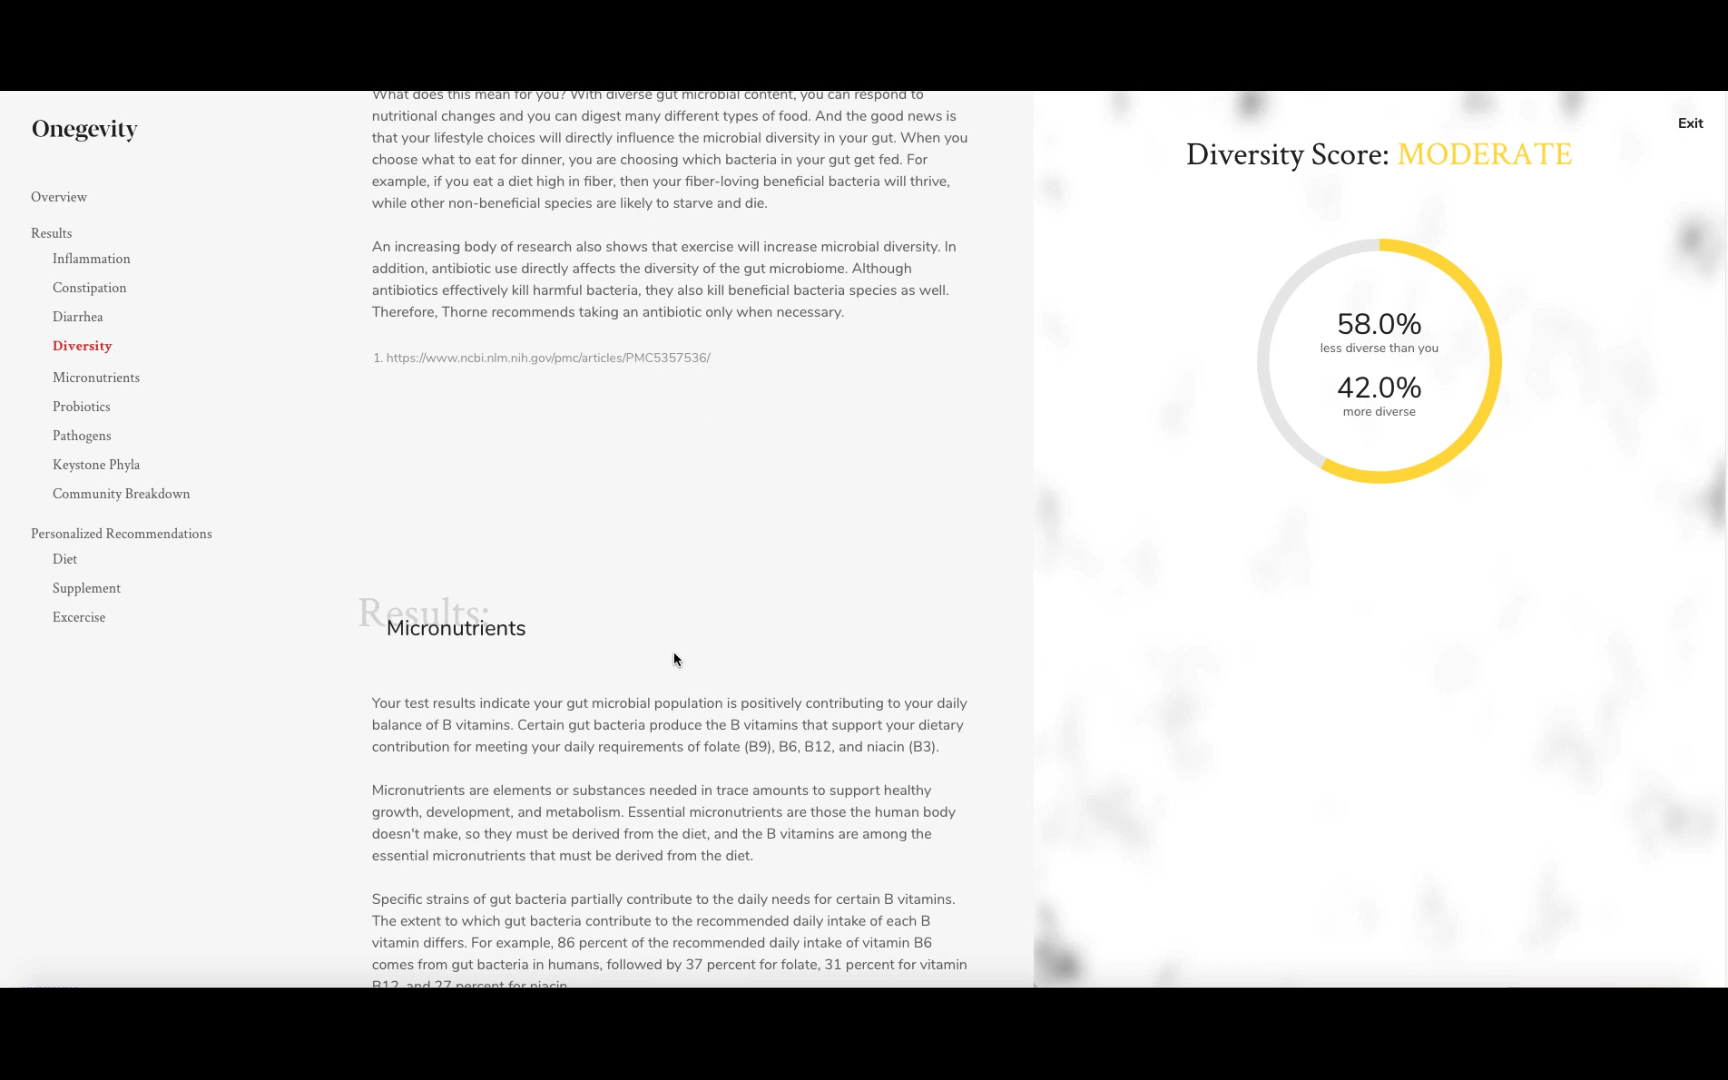 Onegevity
Overview
Results
Inflammation
Constipation
Diarrhea
Diversity
Micronutrients
Probiotics
Pathogens
Keystone Phyla
Community Breakdown
Personalized Recommendations
Diet
Supplement
Excercise
What does this mean for you? With diverse gut microbial content, you can respond to
nutritional changes and you can digest many different types of food. And the good news is
that your lifestyle choices will directly influence the microbial diversity in your gut. When you
choose what to eat for dinner, you are choosing which bacteria in your gut get fed. For
example, if you eat a diet high in fiber, then your fiber-loving beneficial bacteria will thrive,
while other non-beneficial species are likely to starve and die.
An increasing body of research also shows that exercise will increase microbial diversity. In
addition, antibiotic use directly affects the diversity of the gut microbiome. Although
antibiotics effectively kill harmful bacteria, they also kill beneficial bacteria species as well.
Therefore, Thorne recommends taking an antibiotic only when necessary.
1. https://www.ncbi.nlm.nih.gov/pmc/articles/PMC5357536/
Results:
Micronutrients
Your test results indicate your gut microbial population is positively contributing to your daily
balance of B vitamins. Certain gut bacteria produce the B vitamins that support your dietary
contribution for meeting your daily requirements of folate (B9), B6, B12, and niacin (B3).
Micronutrients are elements or substances needed in trace amounts to support healthy
growth, development, and metabolism. Essential micronutrients are those the human body
doesn't make, so they must be derived from the diet, and the B vitamins are among the
essential micronutrients that must be derived from the diet.
Specific strains of gut bacteria partially contribute to the daily needs for certain B vitamins.
The extent to which gut bacteria contribute to the recommended daily intake of each B
vitamin differs. For example, 86 percent of the recommended daily intake of vitamin B6
comes from gut bacteria in humans, followed by 37 percent for folate, 31 percent for vitamin
B12, and 27 percent for niacin.
Exit
Diversity Score: MODERATE
58.0%
less diverse than you
42.0%
more diverse